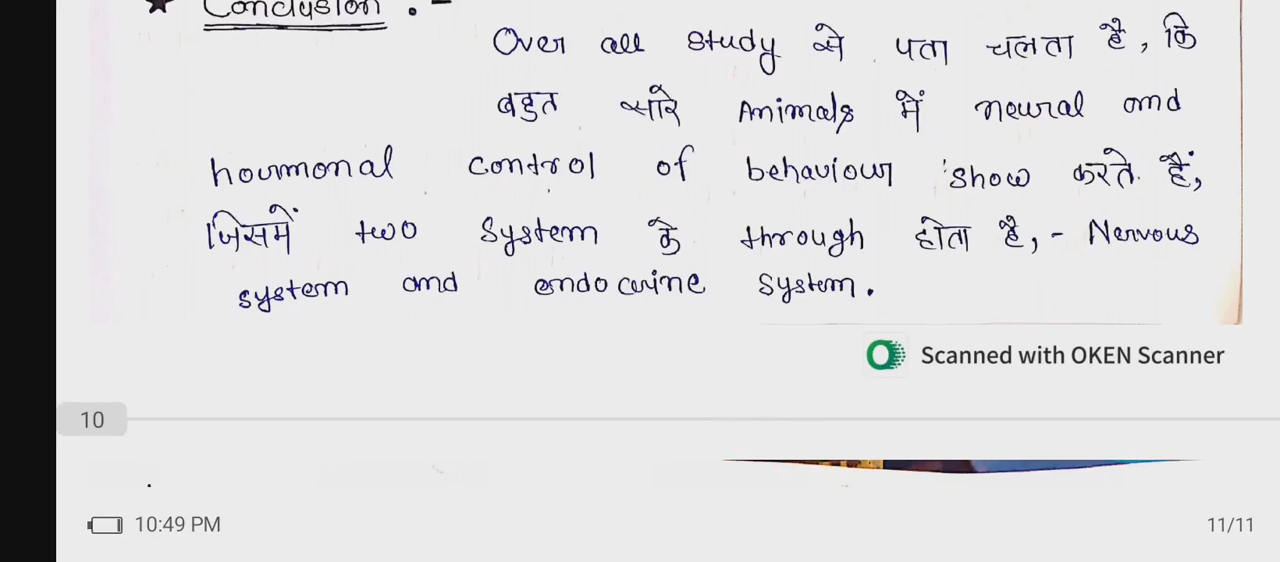 ★ Conclusion :-
Over all study से पता चलता है, कि
बहुत सारे Animals में neural and
hormonal control of behaviour show करते हैं,
जिसमें two system के through होता है, - Nervous
system and endocrine system.
Scanned with OKEN Scanner
10
10:49 PM
11/11